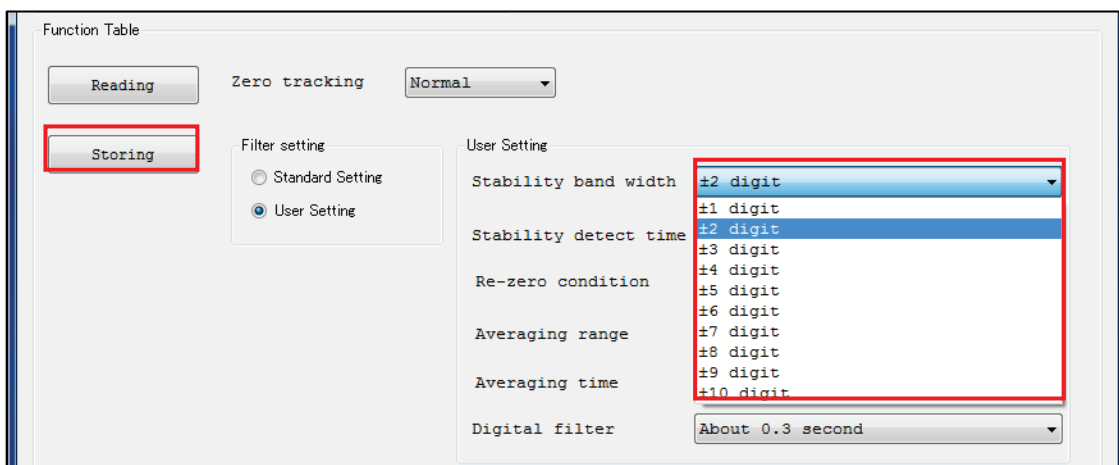 Function Table
Reading
Zero tracking
Normal
Storing
Filter setting
Standard Setting
User Setting
User Setting
Stability band width
±2 digit
±1 digit
±2 digit
±3 digit
±4 digit
±5 digit
±6 digit
±7 digit
±8 digit
±9 digit
±10 digit
Stability detect time
Re-zero condition
Averaging range
Averaging time
Digital filter
About 0.3 second